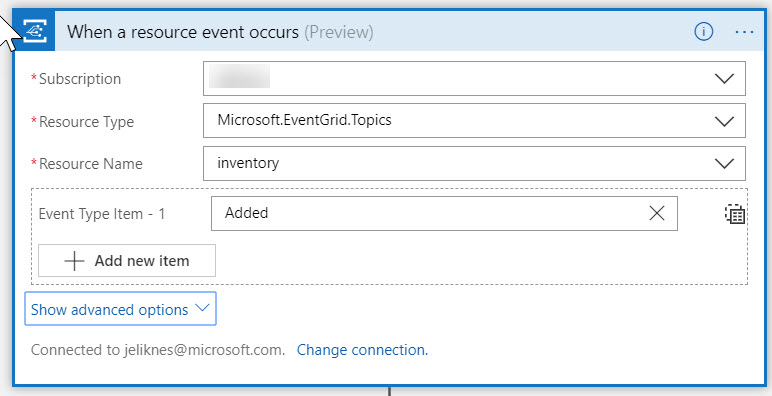 When a resource event occurs (Preview)
*Subscription
*Resource Type
Microsoft.EventGrid.Topics
*Resource Name
inventory
Event Type Item - 1
Added
Add new item
Show advanced options
Connected to jeliknes@microsoft.com. Change connection.